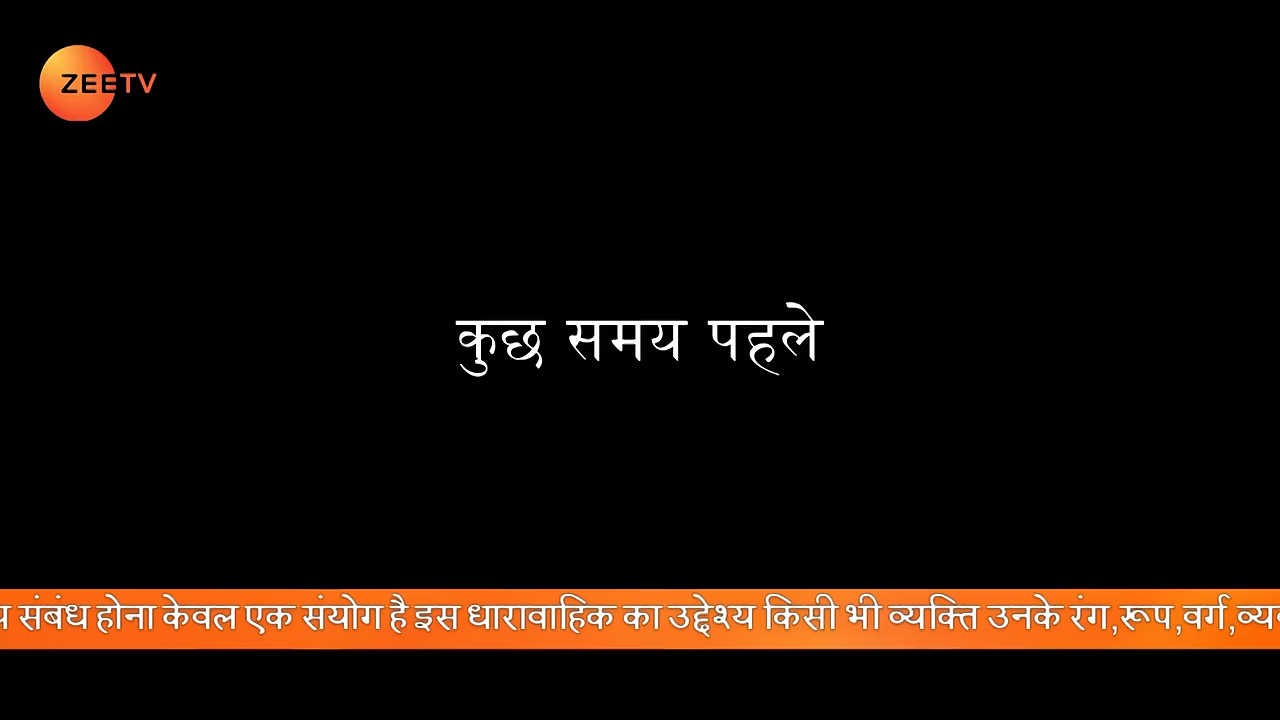 ZEETV
कुछ समय पहले
संबंध होना केवल एक संयोग है इस धारावाहिक का उद्देश्य किसी भी व्यक्ति उनके रंग,रूप,वर्ग,